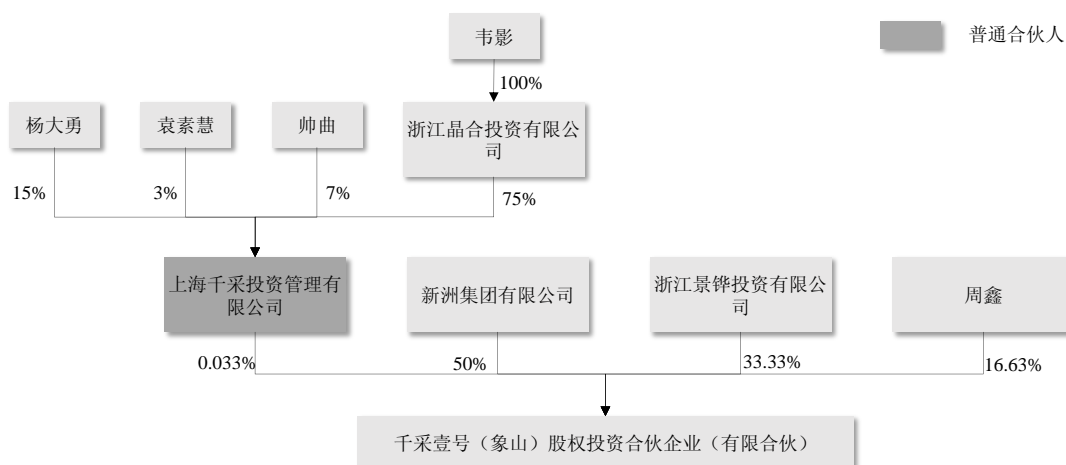 韦影
普通合伙人
100%
杨大勇
袁素慧
帅曲
浙江晶合投资有限公
司
15%
3%
7%
75%
上海千采投资管理有
限公司
新洲集团有限公司
浙江景铧投资有限公
司
周鑫
0.033%
50%
33.33%
16.63%
千采壹号（象山）股权投资合伙企业（有限合伙）